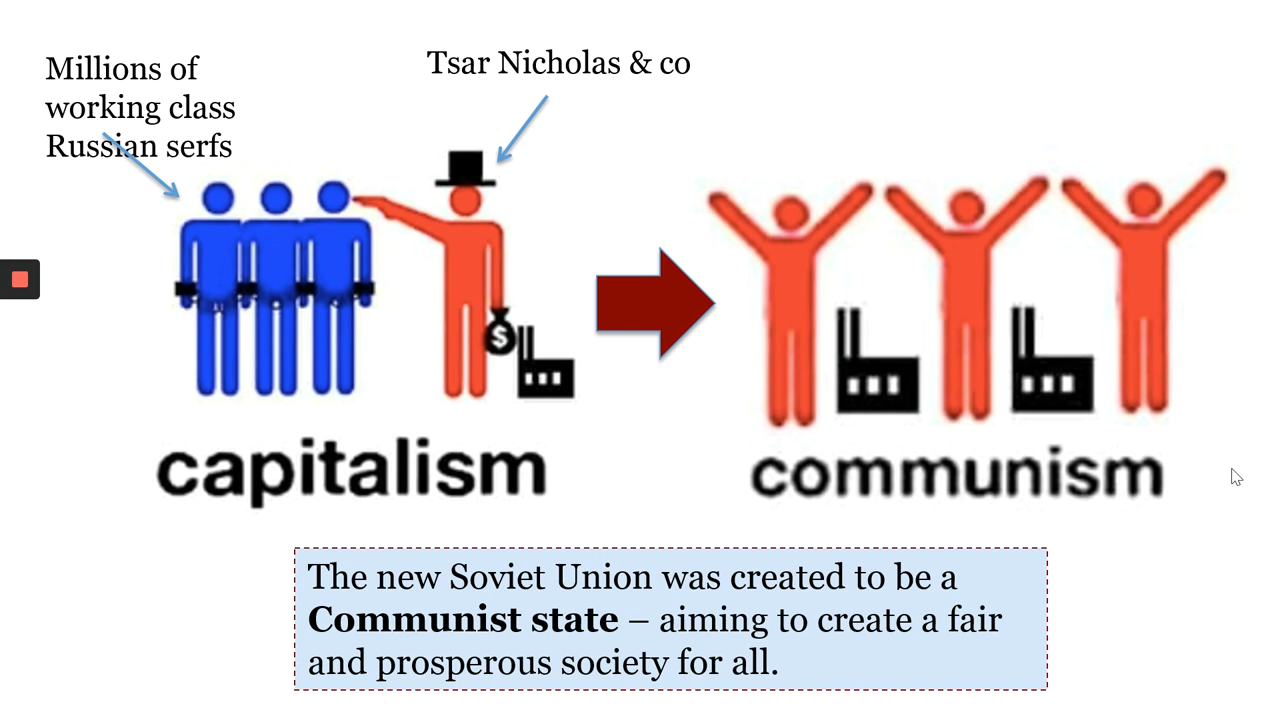 Millions of
working class
Russian serfs
Tsar Nicholas & co
$
capitalism
communism
The new Soviet Union was created to be a
Communist state – aiming to create a fair
and prosperous society for all.